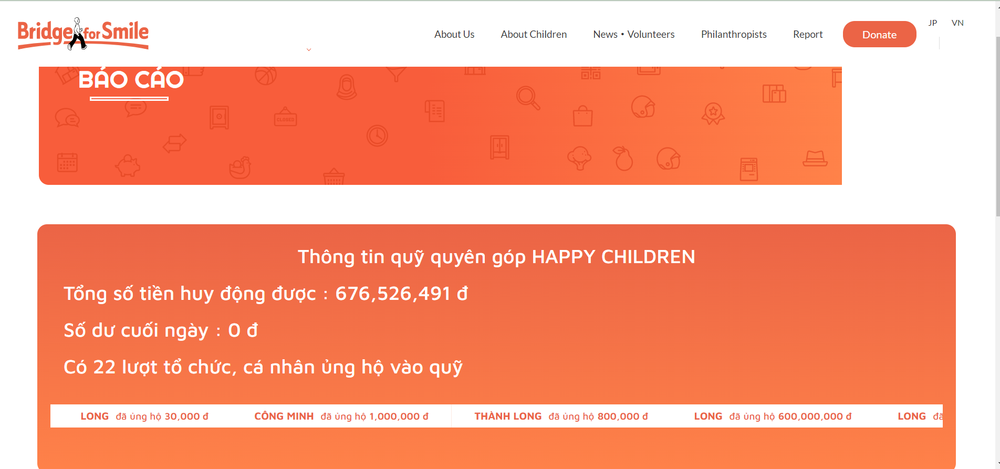 Bridge for Smile
About Us About Children News • Volunteers Philanthropists Report Donate JP VN
BÁO CÁO
CLOSED
Thông tin quỹ quyên góp HAPPY CHILDREN
Tổng số tiền huy động được : 676,526,491 đ
Số dư cuối ngày : 0 đ
Có 22 lượt tổ chức, cá nhân ủng hộ vào quỹ
LONG đã ủng hộ 30,000 đ CÔNG MINH đã ủng hộ 1,000,000 đ THÀNH LONG đã ủng hộ 800,000 đ LONG đã ủng hộ 600,000,000 đ LONG đã